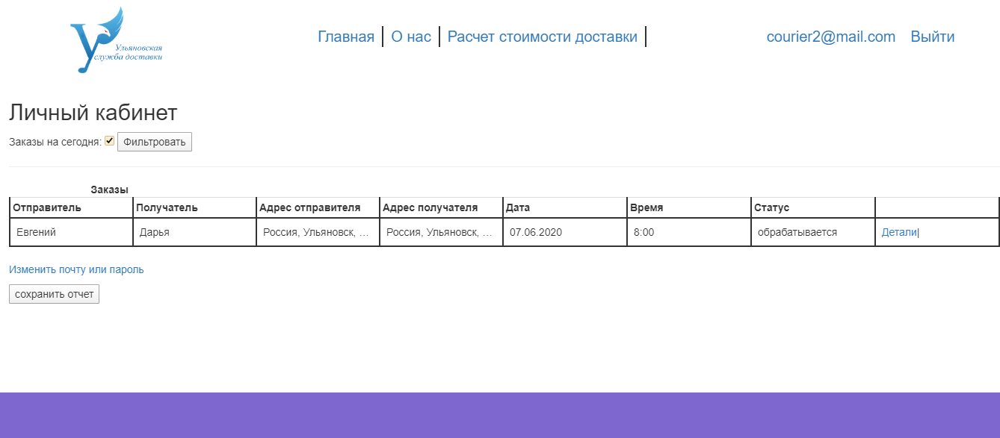 Ульяновская
служба доставки
Главная О нас Расчет стоимости доставки courier2@mail.com Выйти
Личный кабинет
Заказы на сегодня: Фильтровать
Заказы
Отправитель Получатель Адрес отправителя Адрес получателя Дата Время Статус
Евгений Дарья Россия, Ульяновск, ... Россия, Ульяновск, ... 07.06.2020 8:00 обрабатывается Детали|
Изменить почту или пароль
сохранить отчет